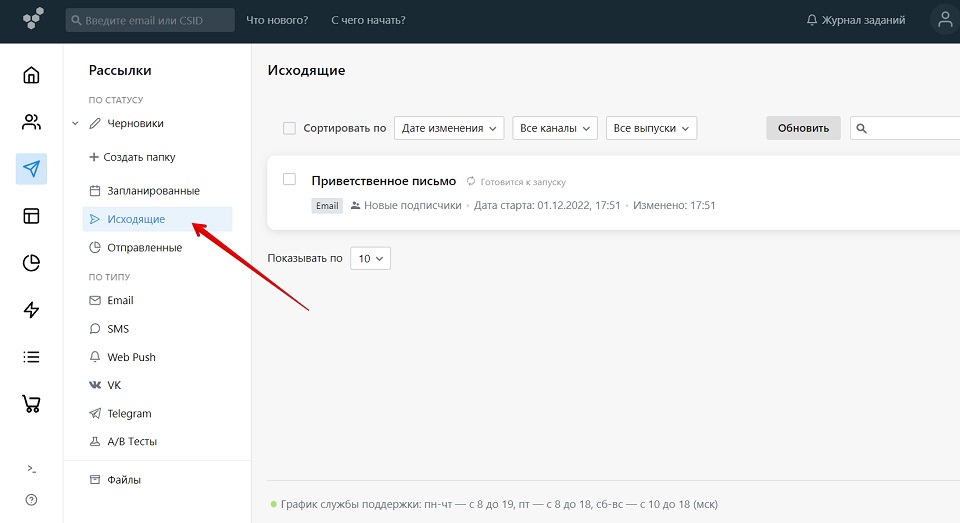 Введите email или CSID
Что нового?
С чего начать?
Журнал заданий
Рассылки
ПО СТАТУСУ
Черновики
Создать папку
Запланированные
Исходящие
Отправленные
ПО ТИПУ
Email
SMS
Web Push
VK
Telegram
A/B Тесты
Файлы
Исходящие
Сортировать по
Дате изменения
Все каналы
Все выпуски
Обновить
Приветственное письмо
Готовится к запуску
Email
Новые подписчики • Дата старта: 01.12.2022, 17:51 • Изменено: 17:51
Показывать по
10
График службы поддержки: пн-чт — с 8 до 19, пт — с 8 до 18, сб-вс — с 10 до 18 (мск)